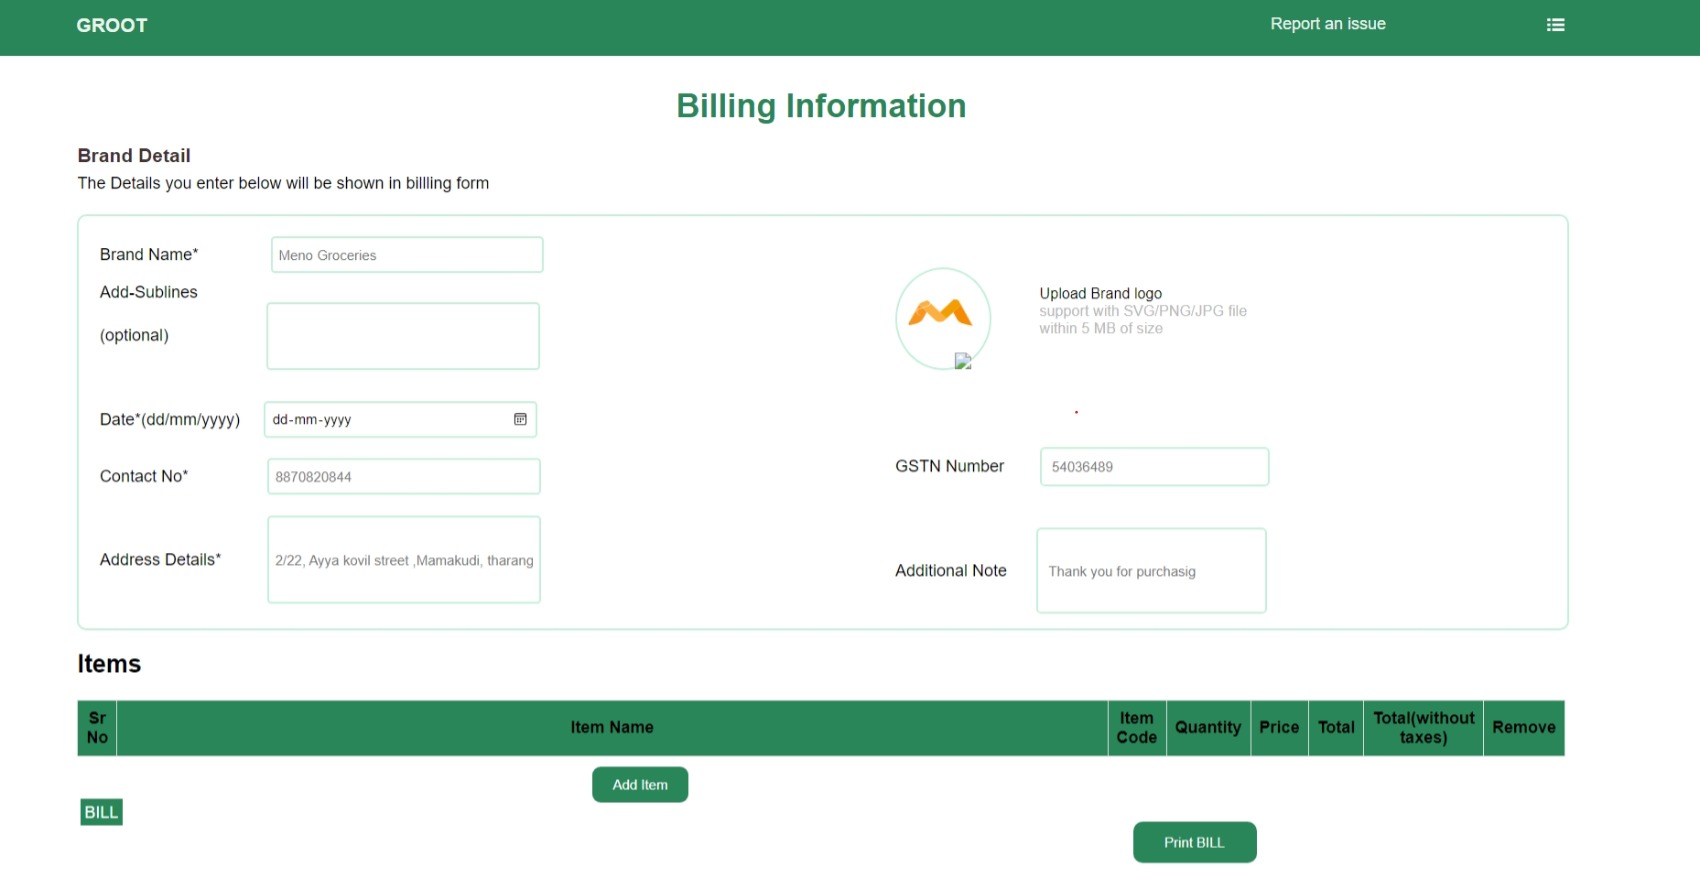 GROOT
Report an issue
Billing Information
Brand Detail
The Details you enter below will be shown in billling form
Brand Name*
Meno Groceries
Add-Sublines
(optional)
Upload Brand logo
support with SVG/PNG/JPG file
within 5 MB of size
Date*(dd/mm/yyyy)
dd-mm-yyyy
Contact No*
8870820844
GSTN Number
54036489
Address Details*
2/22, Ayya kovil street ,Mamakudi, tharang
Additional Note
Thank you for purchasig
Items
Sr No
Item Name
Item Code
Quantity
Price
Total
Total(without taxes)
Remove
Add Item
BILL
Print BILL